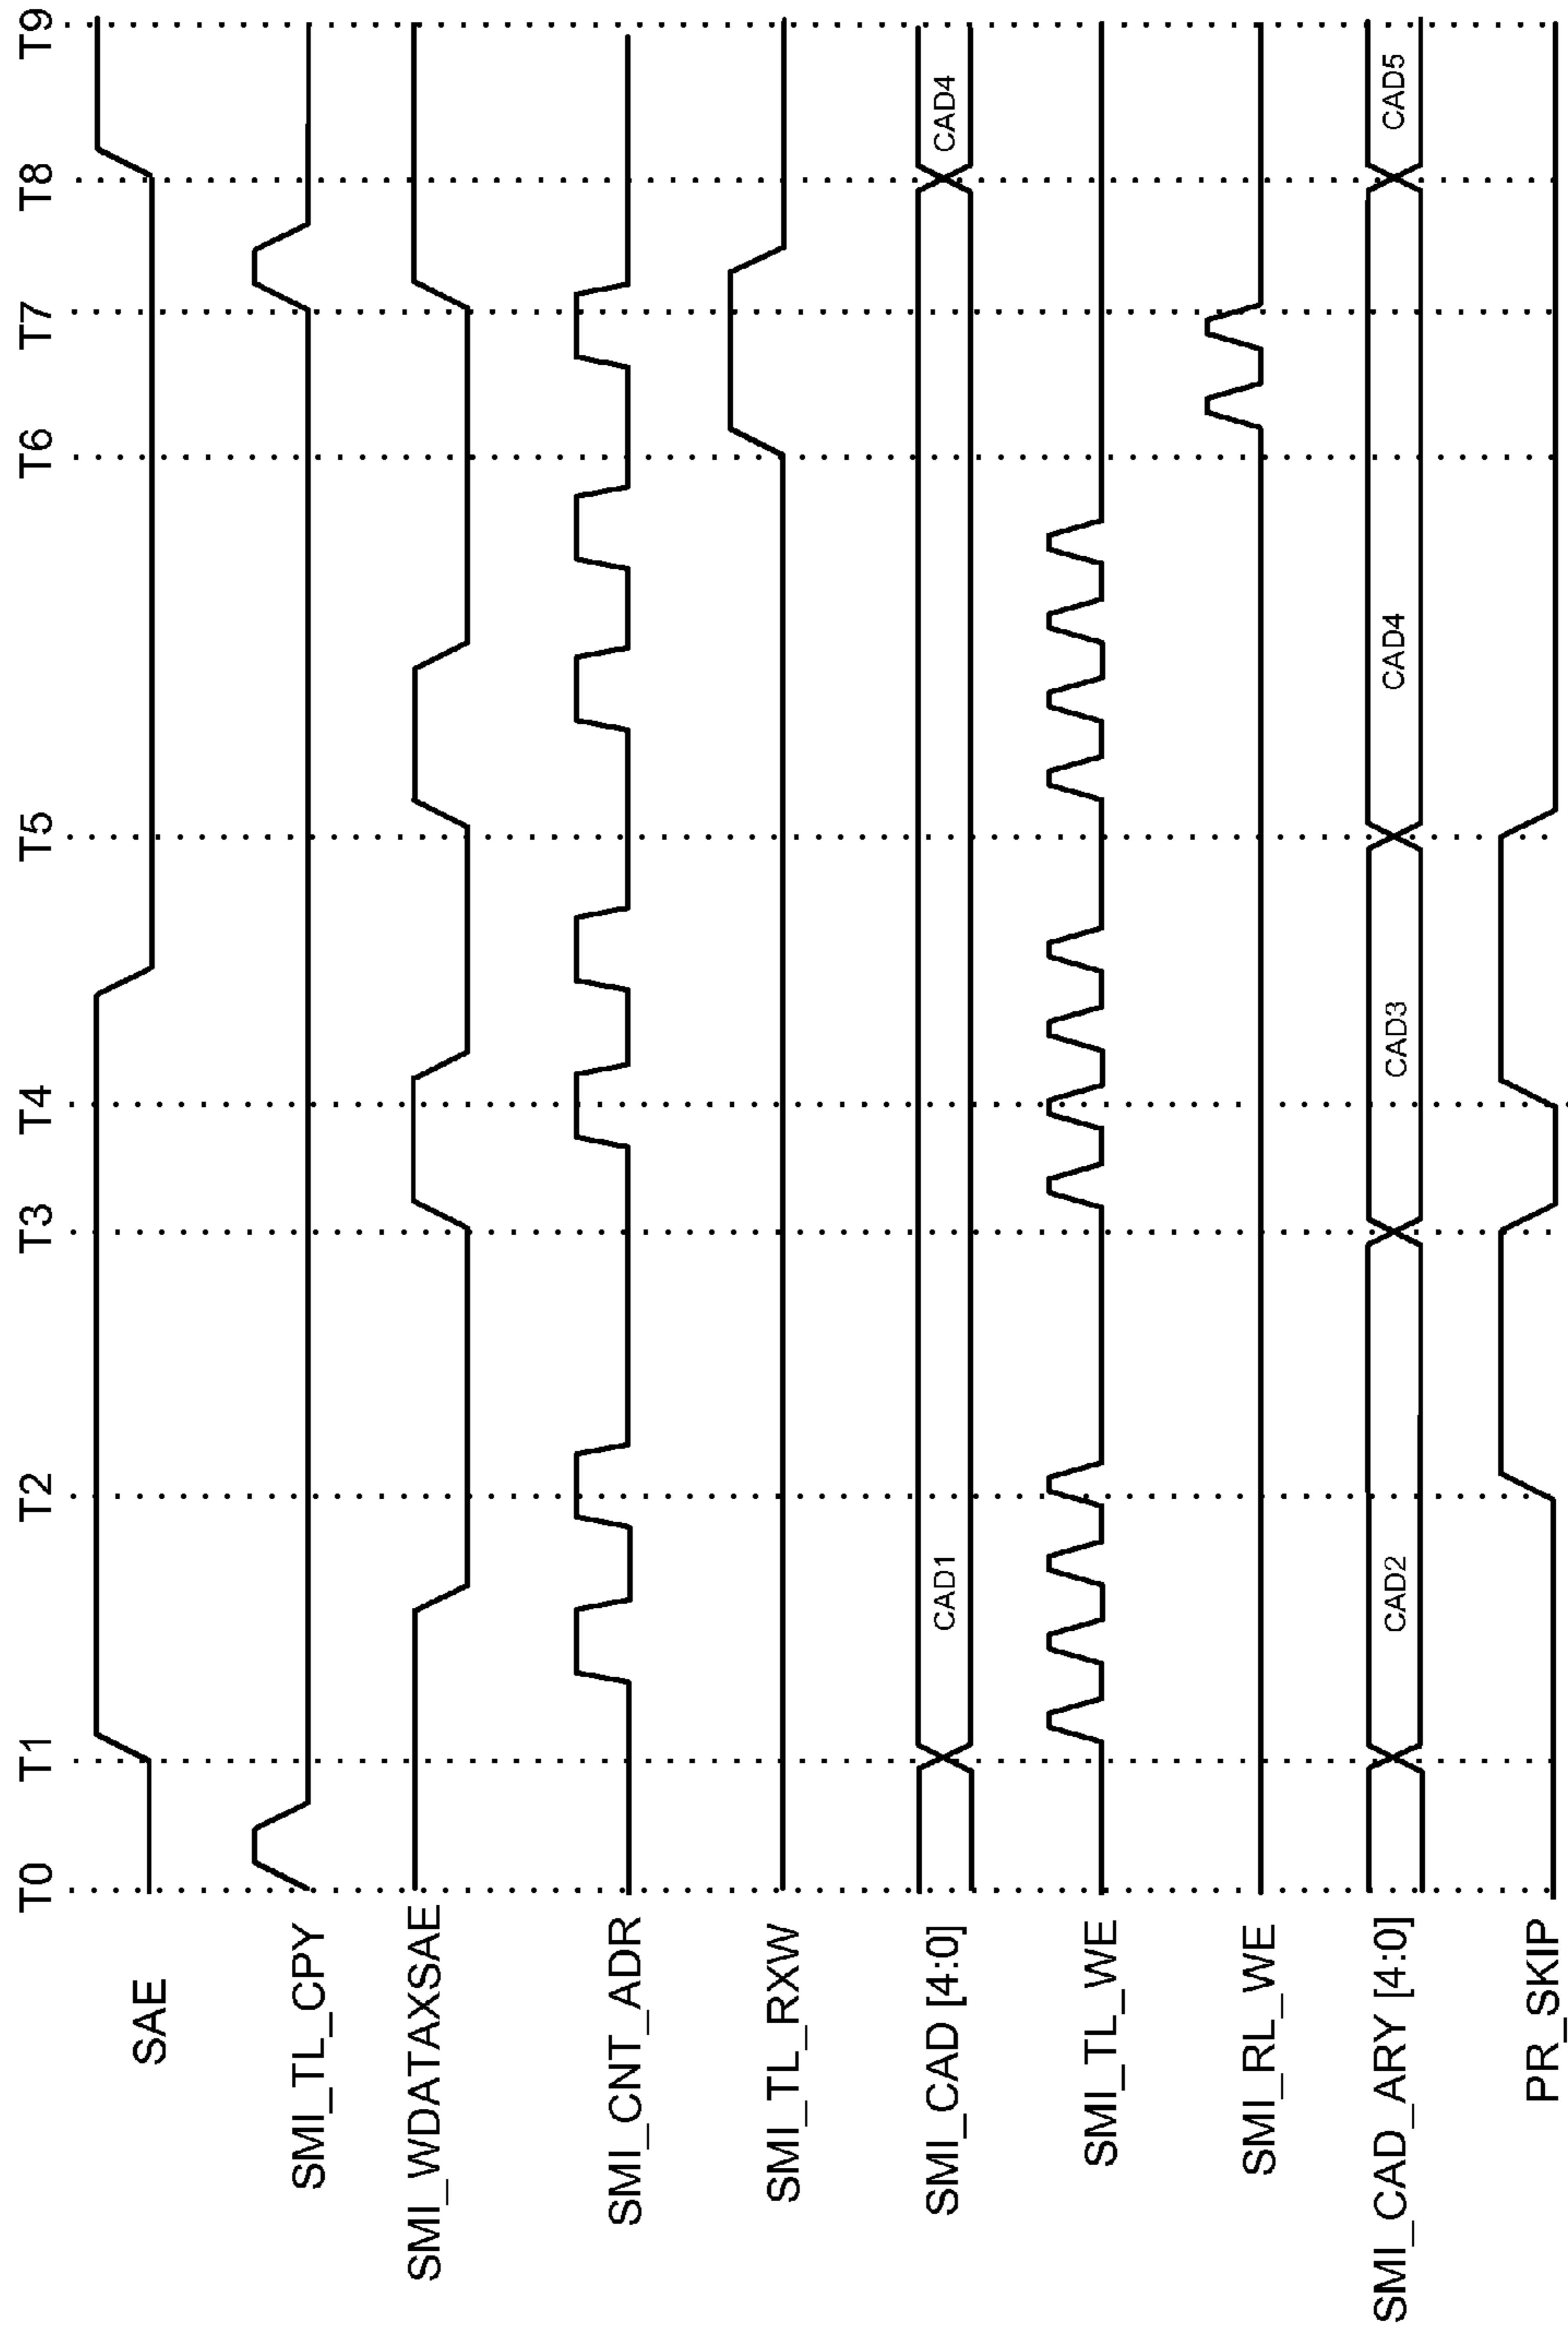 T0 T1 T2 T3 T4 T5 T6 T7 T8 T9
SAE
SMI_TL_CPY
SMI_WDATAXSAE
SMI_CNT_ADR
SMI_TL_RXW
SMI_CAD [4:0] CAD1 CAD4
SMI_TL_WE
SMI_RL_WE
SMI_CAD_ARY [4:0] CAD2 CAD3 CAD4 CAD5
PR_SKIP